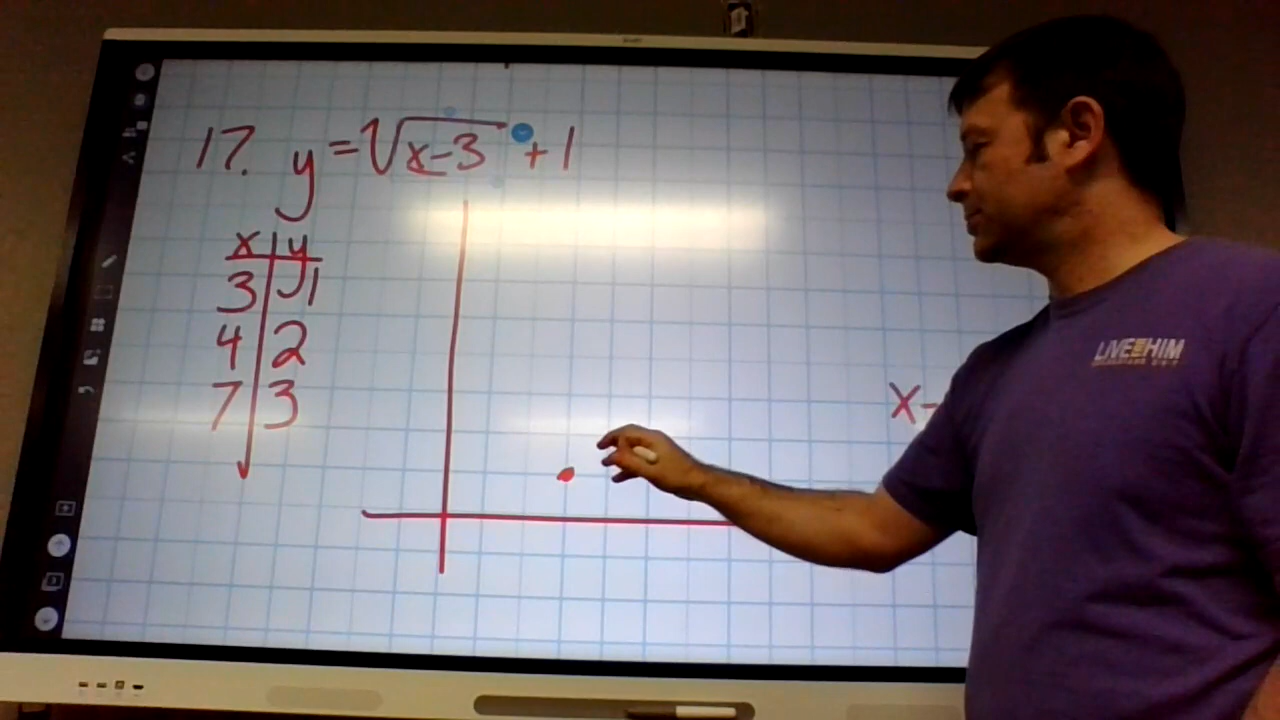 17. y = √x-3 + 1
x | y
3 | 1
4 | 2
7 | 3
x-
LIVE HIM